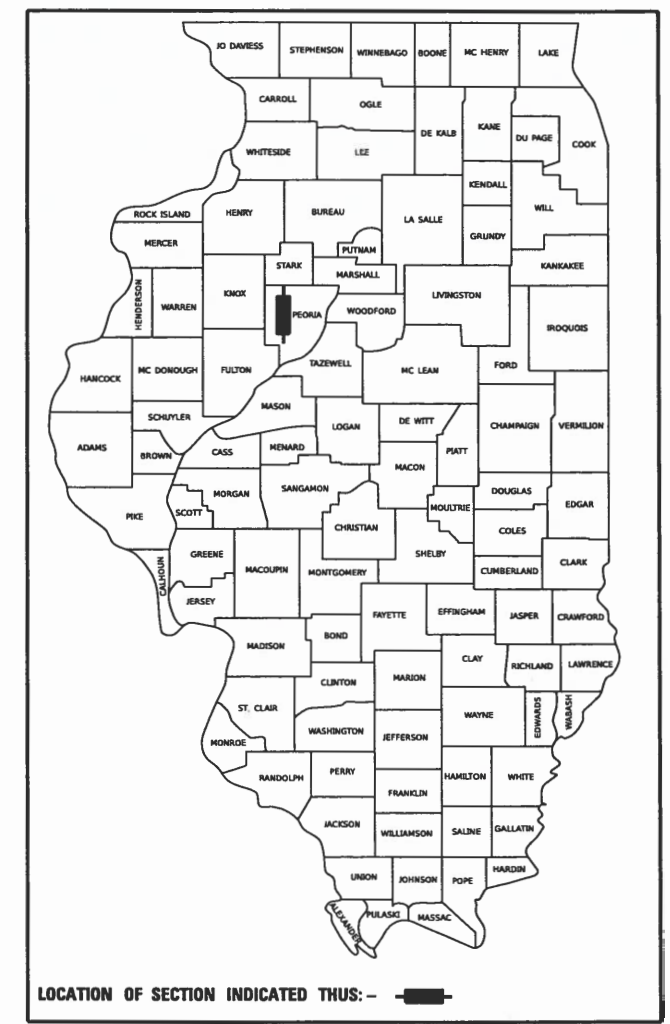 JO DAVIESS
STEPHENSON
WINNEBAGO
BOONE
MC HENRY
LAKE
CARROLL
OGLE
DE KALB
KANE
DU PAGE
COOK
WHITESIDE
LEE
KENDALL
ROCK ISLAND
HENRY
BUREAU
LA SALLE
WILL
MERCER
PUTNAM
GRUNDY
STARK
MARSHALL
KANKAKEE
HENDERSON
WARREN
KNOX
PEORIA
WOODFORD
LIVINGSTON
IROQUOIS
HANCOCK
MC DONOUGH
FULTON
TAZEWELL
MC LEAN
FORD
SCHUYLER
MASON
LOGAN
DE WITT
CHAMPAIGN
VERMILION
ADAMS
BROWN
CASS
MENARD
PIATT
MACON
MORGAN
SANGAMON
DOUGLAS
EDGAR
PIKE
SCOTT
CHRISTIAN
MOULTRIE
COLES
GREENE
MACOUPIN
MONTGOMERY
SHELBY
CUMBERLAND
CLARK
CALHOUN
JERSEY
FAYETTE
EFFINGHAM
JASPER
CRAWFORD
MADISON
BOND
CLAY
RICHLAND
LAWRENCE
CLINTON
MARION
ST. CLAIR
WAYNE
EDWARDS
WABASH
MONROE
WASHINGTON
JEFFERSON
RANDOLPH
PERRY
HAMILTON
WHITE
FRANKLIN
JACKSON
WILLIAMSON
SALINE
GALLATIN
UNION
JOHNSON
POPE
HARDIN
ALEXANDER
PULASKI
MASSAC
LOCATION OF SECTION INDICATED THUS: –